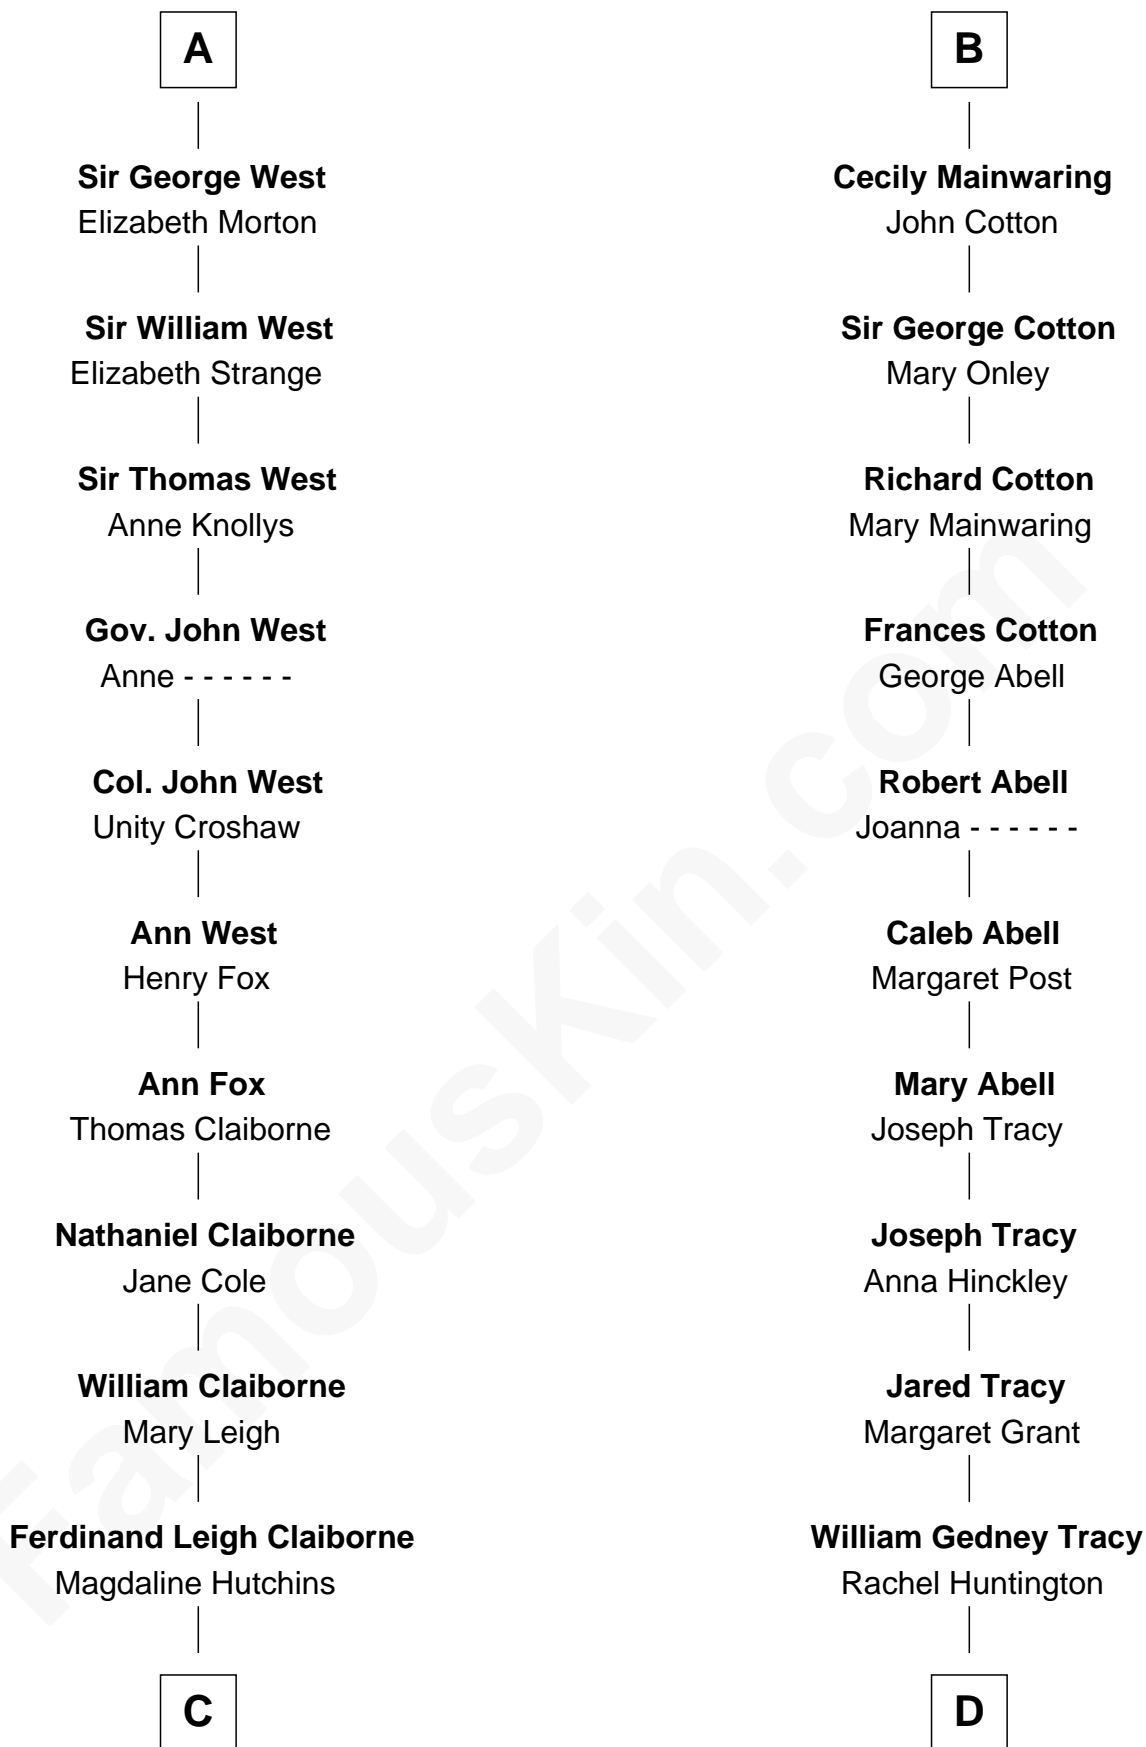 A
Sir George West
Elizabeth Morton
Sir William West
Elizabeth Strange
Sir Thomas West
Anne Knollys
Gov. John West
Anne - - - - - -
Col. John West
Unity Croshaw
Ann West
Henry Fox
Ann Fox
Thomas Claiborne
Nathaniel Claiborne
Jane Cole
William Claiborne
Mary Leigh
Ferdinand Leigh Claiborne
Magdaline Hutchins
C
B
Cecily Mainwaring
John Cotton
Sir George Cotton
Mary Onley
Richard Cotton
Mary Mainwaring
Frances Cotton
George Abell
Robert Abell
Joanna - - - - - -
Caleb Abell
Margaret Post
Mary Abell
Joseph Tracy
Joseph Tracy
Anna Hinckley
Jared Tracy
Margaret Grant
William Gedney Tracy
Rachel Huntington
D
FamousKin.com